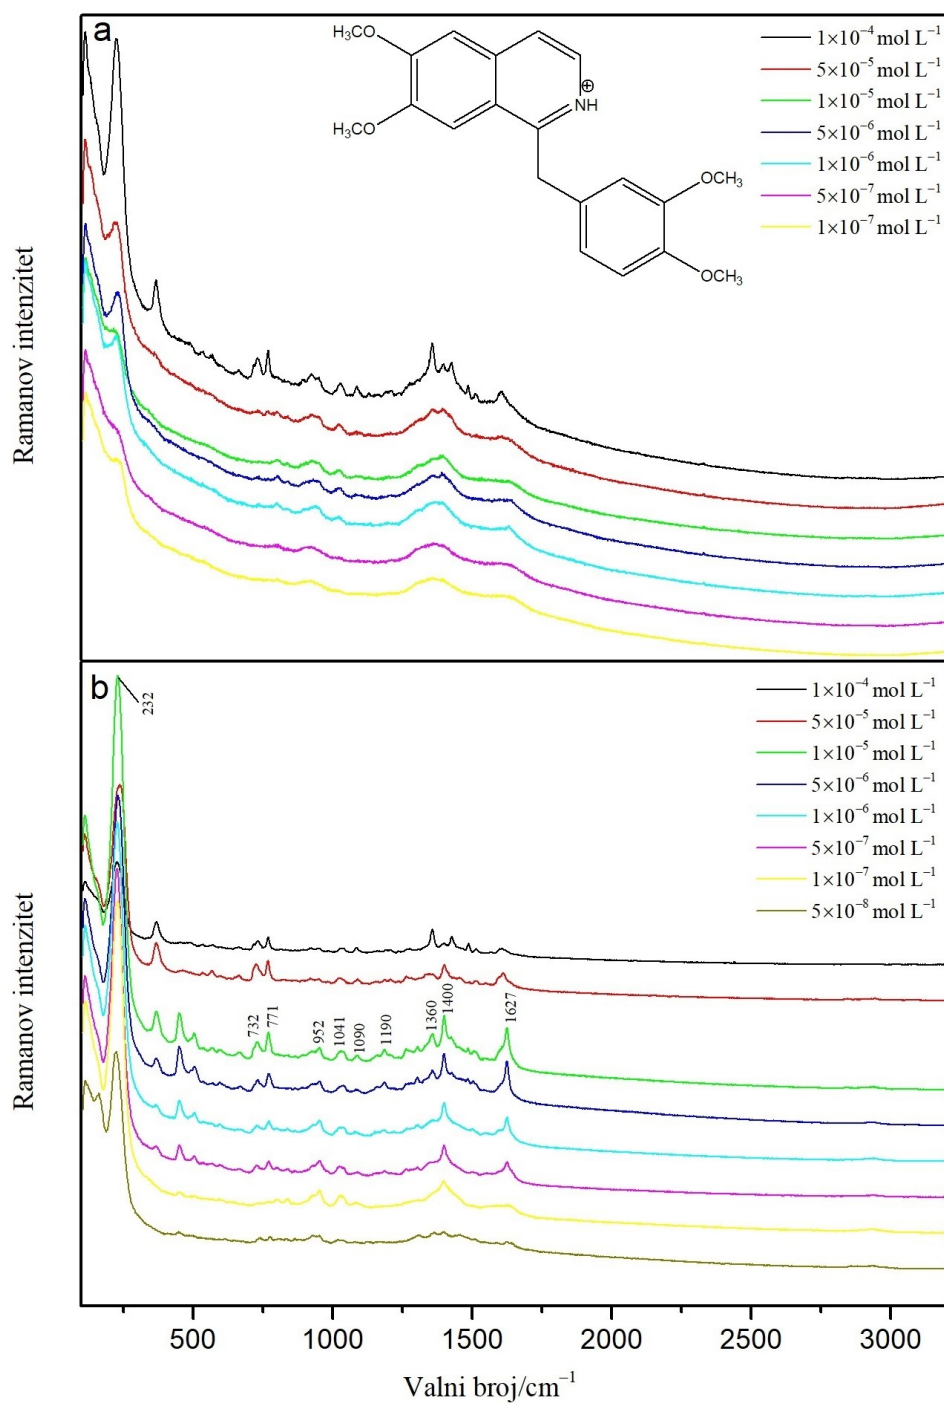 a
H₃CO
H₃CO
NH
⊕
OCH₃
OCH₃
1×10⁻⁴ mol L⁻¹
5×10⁻⁵ mol L⁻¹
1×10⁻⁵ mol L⁻¹
5×10⁻⁶ mol L⁻¹
1×10⁻⁶ mol L⁻¹
5×10⁻⁷ mol L⁻¹
1×10⁻⁷ mol L⁻¹
Ramanov intenzitet
b
232
1×10⁻⁴ mol L⁻¹
5×10⁻⁵ mol L⁻¹
1×10⁻⁵ mol L⁻¹
5×10⁻⁶ mol L⁻¹
1×10⁻⁶ mol L⁻¹
5×10⁻⁷ mol L⁻¹
1×10⁻⁷ mol L⁻¹
5×10⁻⁸ mol L⁻¹
732
771
952
1041
1090
1190
1360
1400
1627
Ramanov intenzitet
500 1000 1500 2000 2500 3000
Valni broj/cm⁻¹